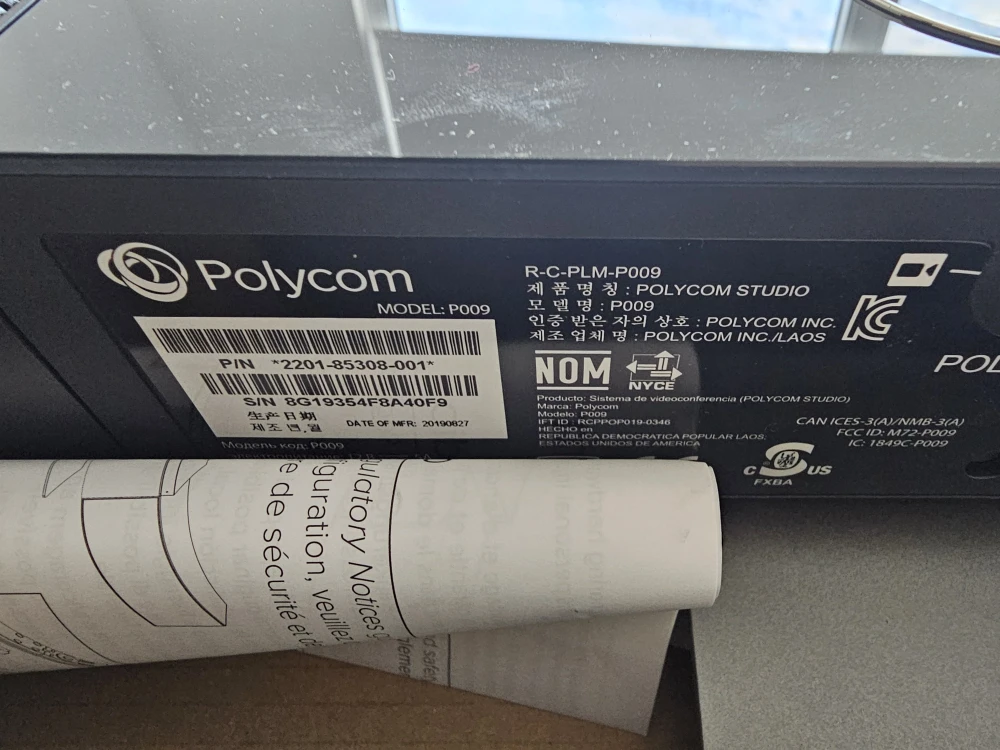 Polycom
MODEL: P009
P/N *2201-85308-001*
S/N 8G19354F8A40F9
生产日期
제조 년,월
DATE OF MFR: 20190827
Модель код: P009
R-C-PLM-P009
제 품 명 칭 : POLYCOM STUDIO
모 델 명 : P009
인증 받은 자의 상호 : POLYCOM INC.
제조 업체 명 : POLYCOM INC./LAOS
NOM
NYCE
Producto: Sistema de videoconferencia (POLYCOM STUDIO)
Marca: Polycom
Modelo: P009
IFT ID : RCPPOP019-0346
HECHO en
REPUBLICA DEMOCRATICA POPULAR LAOS;
ESTADOS UNIDOS DE AMERICA
POL
CAN ICES-3(A)/NMB-3(A)
FCC ID: M72-P009
IC: 1849C-P009
C US
FXBA
ulatory Notices
figuration, veuillez
e de sécurité et